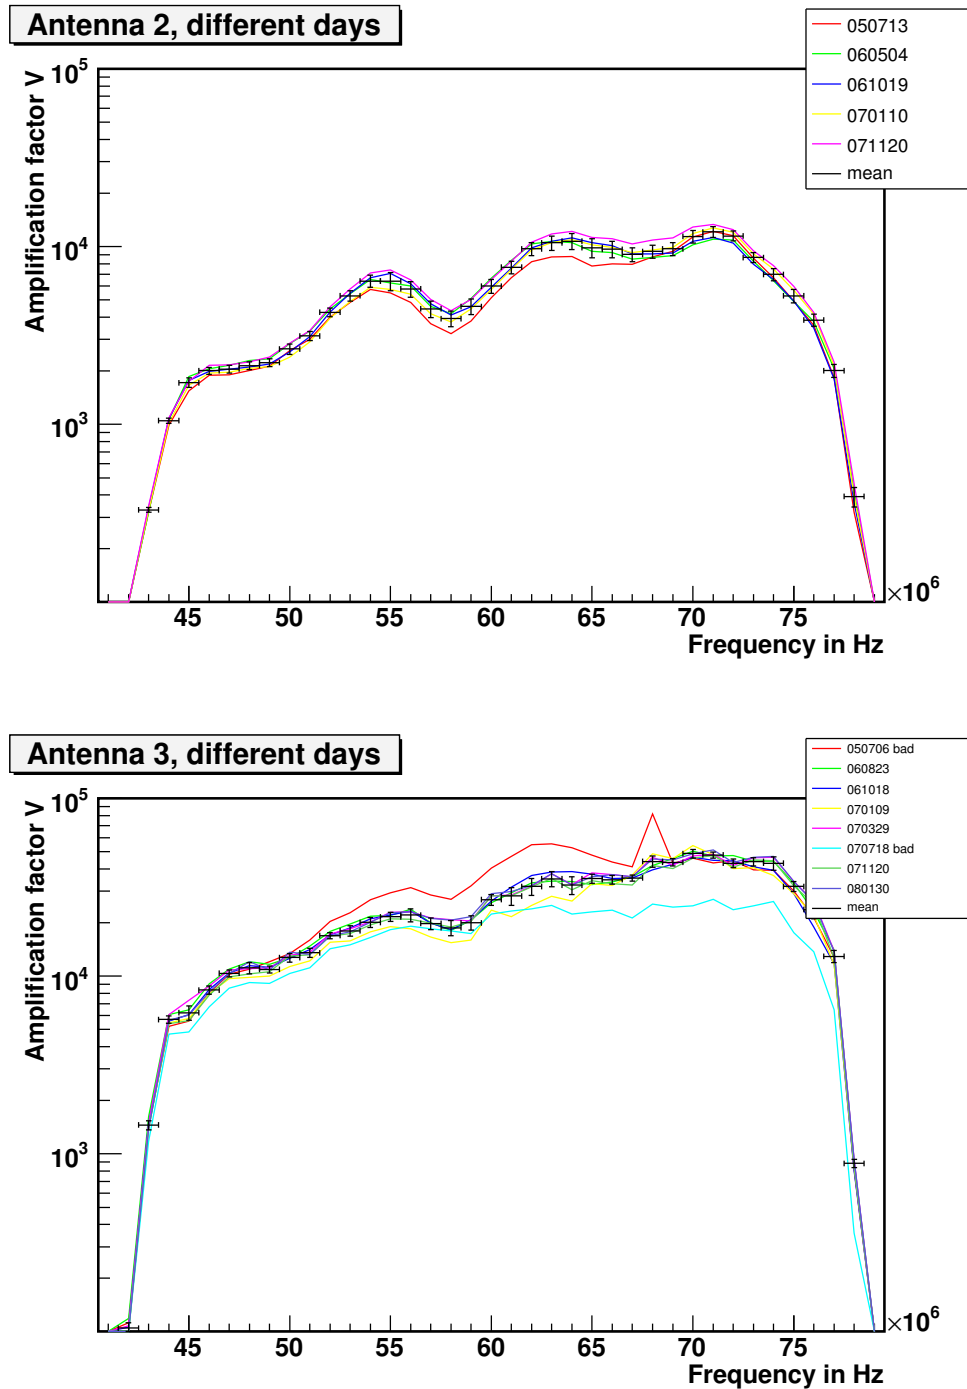 Antenna 2, different days
050713
060504
061019
070110
071120
mean
Amplification factor V
10^5
10^4
10^3
45 50 55 60 65 70 75
×10^6
Frequency in Hz
Antenna 3, different days
050706 bad
060823
061018
070109
070329
070718 bad
071120
080130
mean
Amplification factor V
10^5
10^4
10^3
45 50 55 60 65 70 75
×10^6
Frequency in Hz